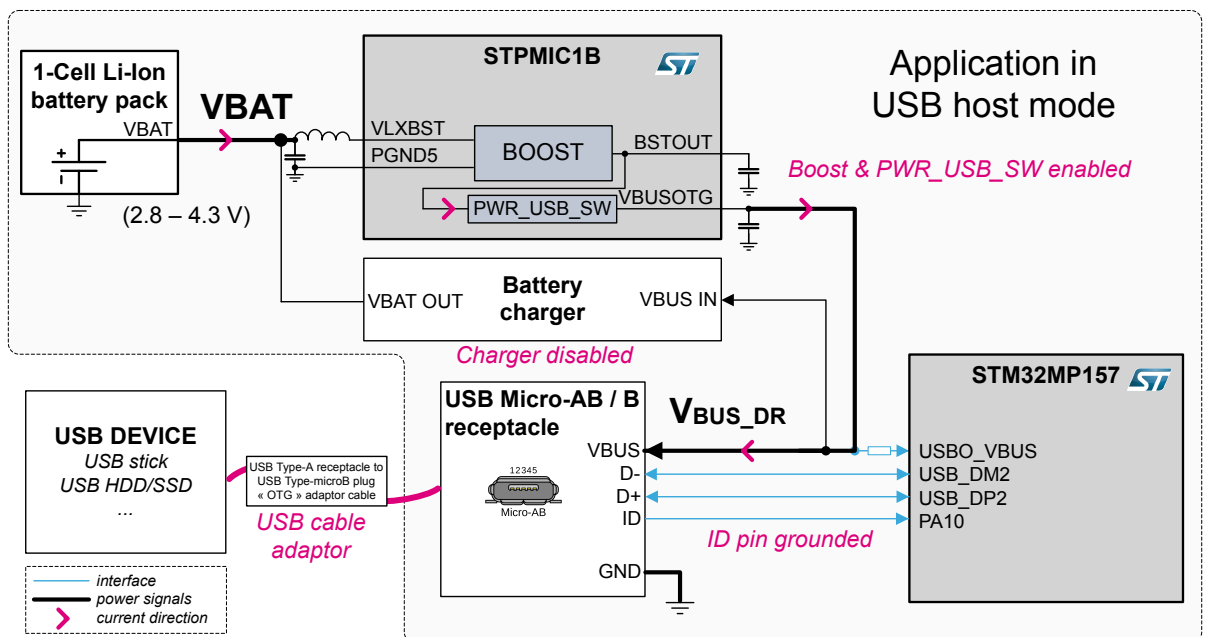 1-Cell Li-Ion
battery pack
VBAT
+
-
(2.8 – 4.3 V)
VBAT
STPMIC1B
ST
VLXBST
PGND5
BOOST
BSTOUT
PWR_USB_SW
VBUSOTG
Application in
USB host mode
Boost & PWR_USB_SW enabled
VBAT OUT
Battery
charger
VBUS IN
Charger disabled
USB DEVICE
USB stick
USB HDD/SSD
...
USB Type-A receptacle to
USB Type-microB plug
« OTG » adaptor cable
USB cable
adaptor
USB Micro-AB / B
receptacle
VBUS
D-
D+
ID
GND
12345
Micro-AB
VBUS_DR
ID pin grounded
STM32MP157
ST
USBO_VBUS
USB_DM2
USB_DP2
PA10
interface
power signals
current direction